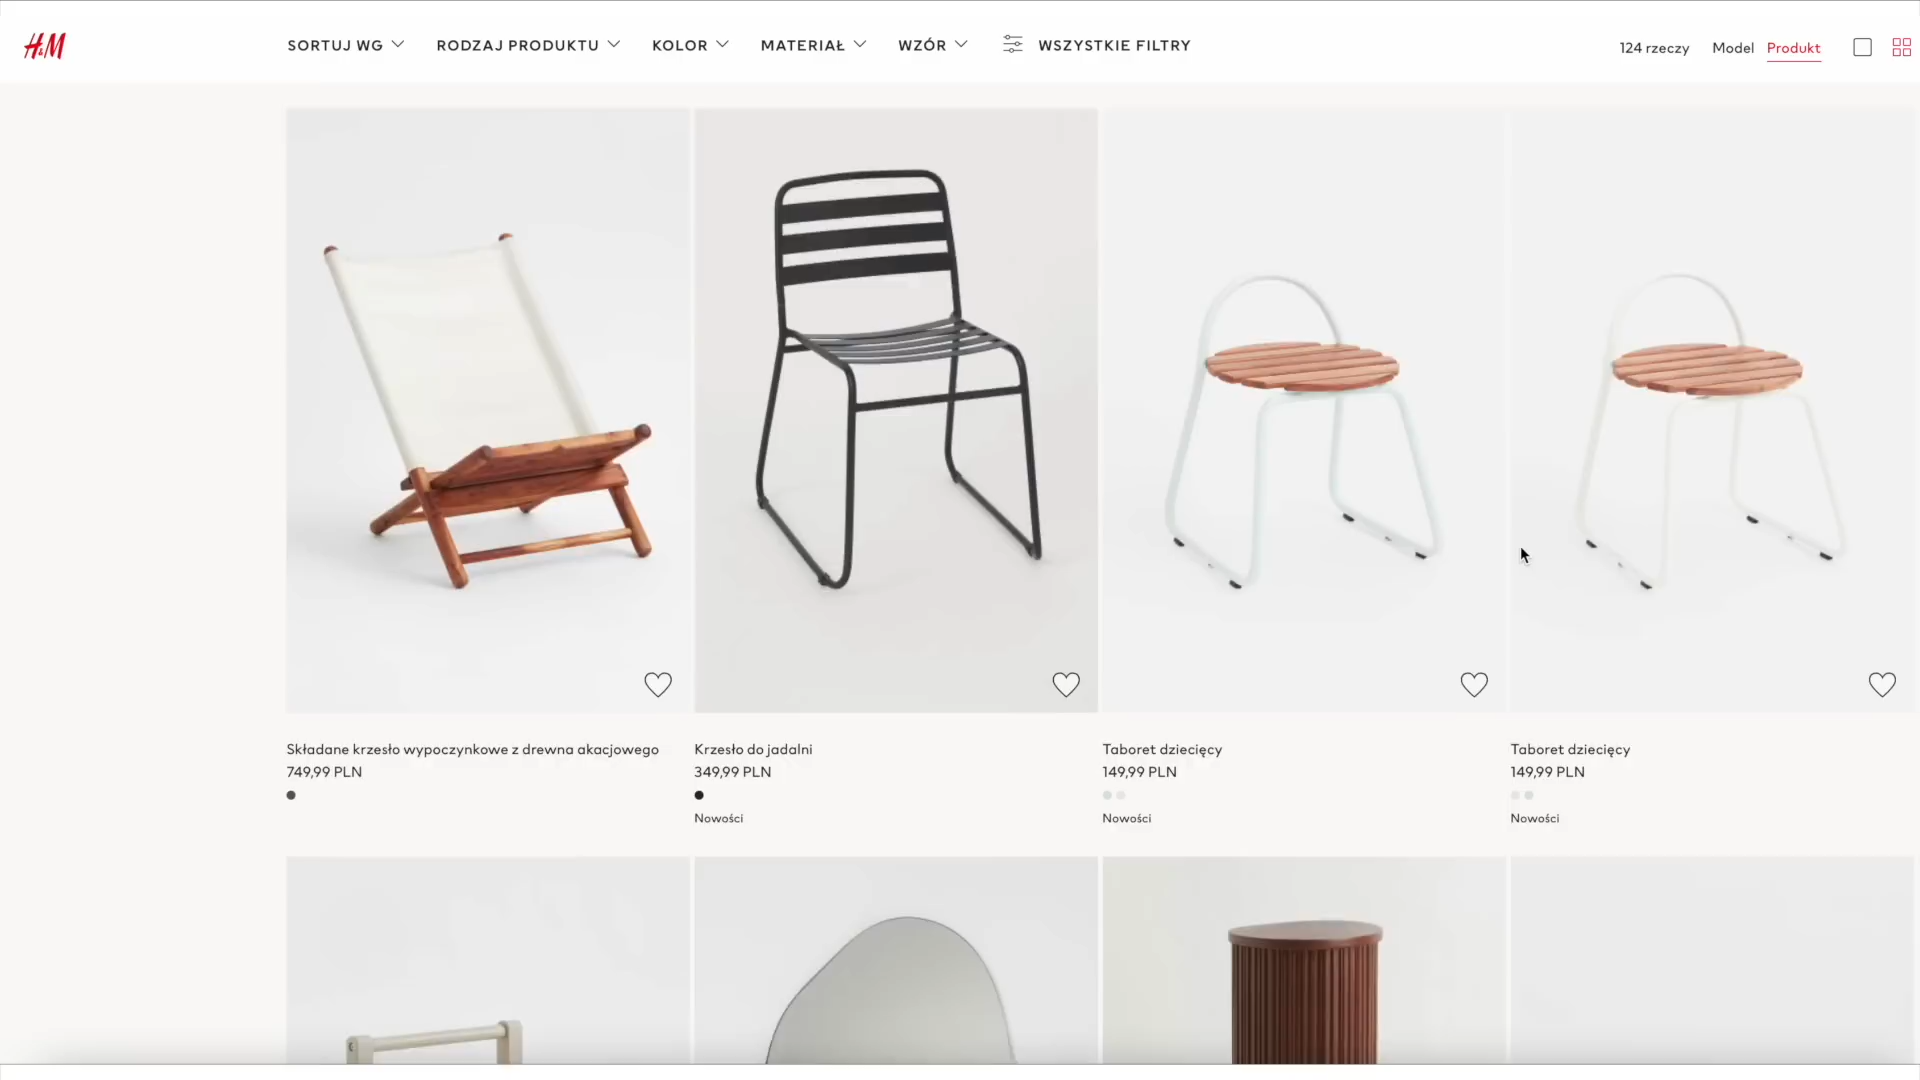 H&M
SORTUJ WG
RODZAJ PRODUKTU
KOLOR
MATERIAŁ
WZÓR
WSZYSTKIE FILTRY
124 rzeczy
Model
Produkt
Składane krzesło wypoczynkowe z drewna akacjowego
749,99 PLN
Krzesło do jadalni
349,99 PLN
Nowości
Taboret dziecięcy
149,99 PLN
Nowości
Taboret dziecięcy
149,99 PLN
Nowości